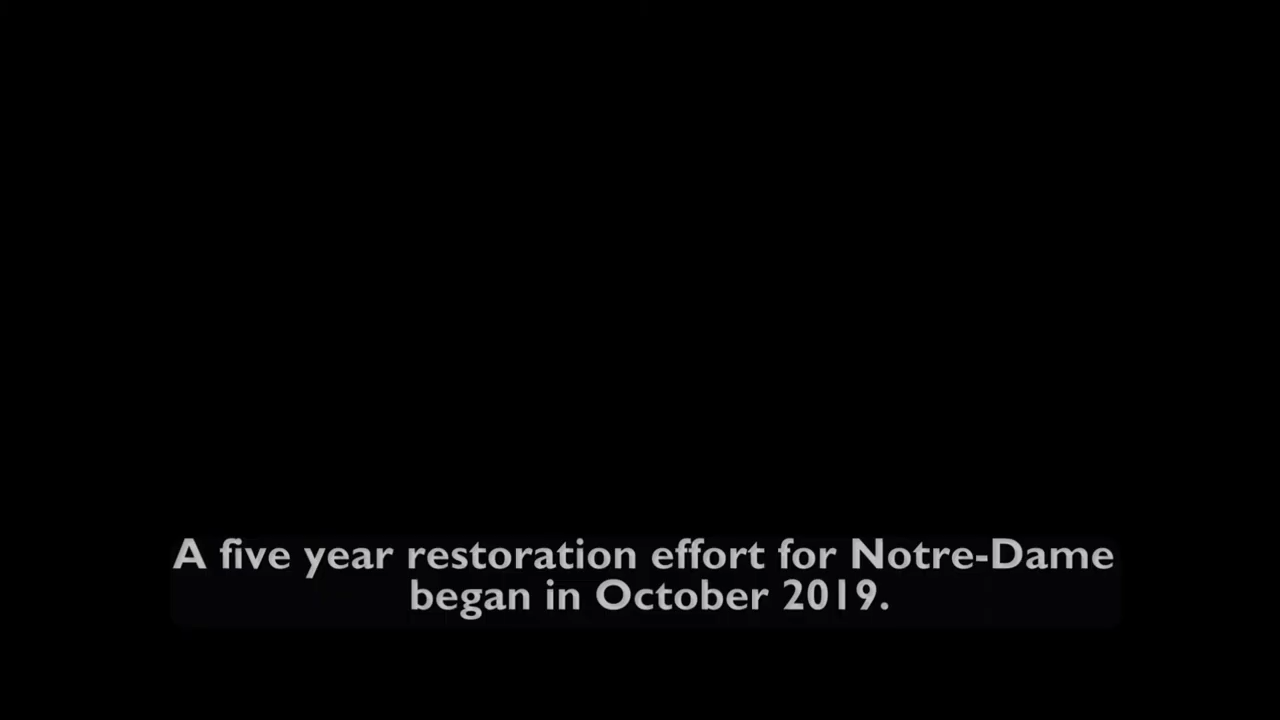 A five year restoration effort for Notre-Dame
began in October 2019.